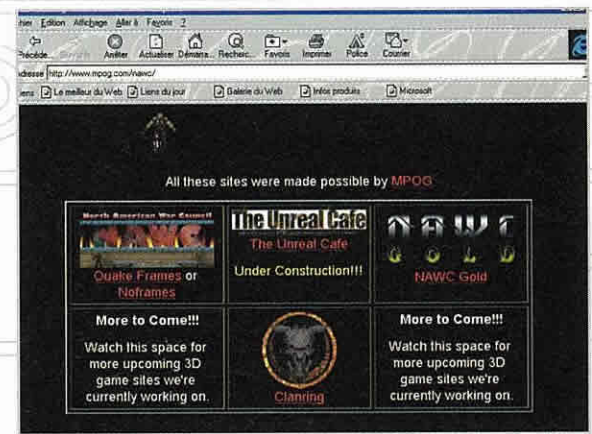 Edition Affichage Aller à Favoris ?
Précéde Arrêter Actualiser Démarra... Recherc... Favoris Imprimer Police Courrier
Adresse http://www.mpog.com/nawc/
Liens Le meilleur du Web Liens du jour Galerie du Web Infos produits Microsoft
All these sites were made possible by MPOG
North American War Council
NAWC
Quake Frames or
Noframes
The Unreal Cafe
The Unreal Cafe
Under Construction!!!
NAWC
GOLD
NAWC Gold
More to Come!!!
Watch this space for
more upcoming 3D
game sites we're
currently working on.
Clanring
More to Come!!!
Watch this space for
more upcoming 3D
game sites we're
currently working on.